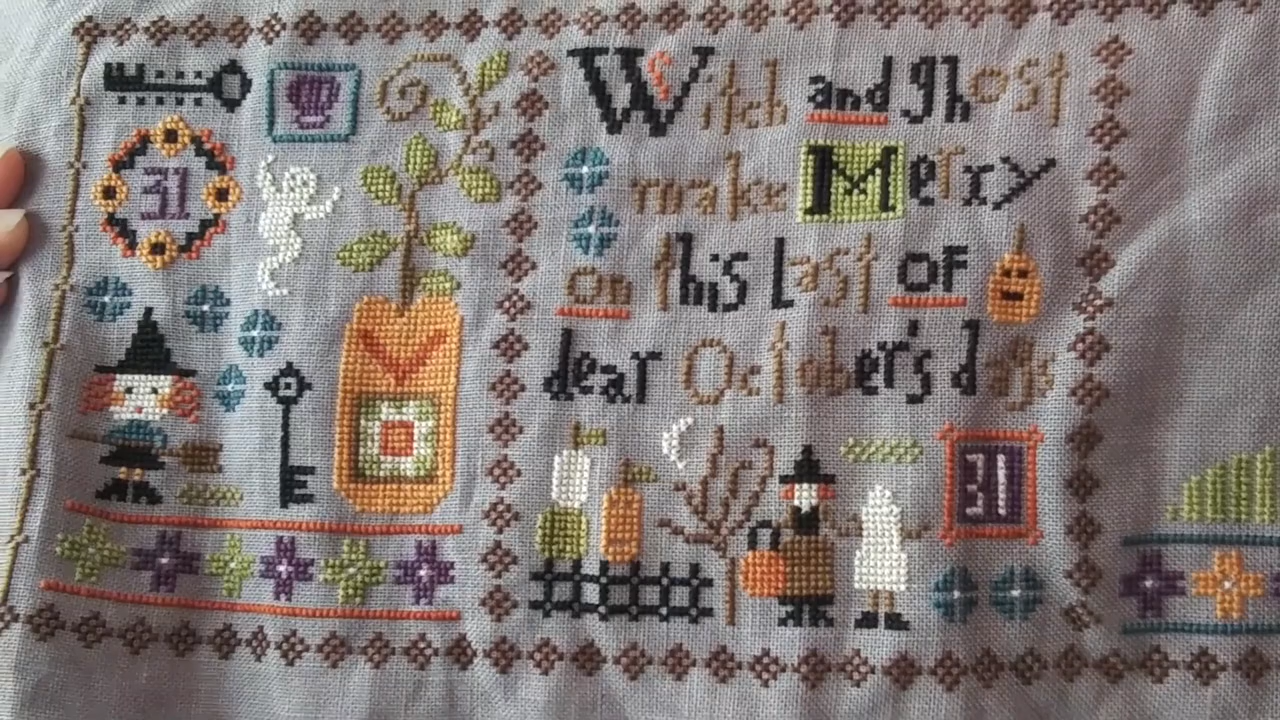 31
Witch and ghost
make Merry
on this last of
dear October's days
31